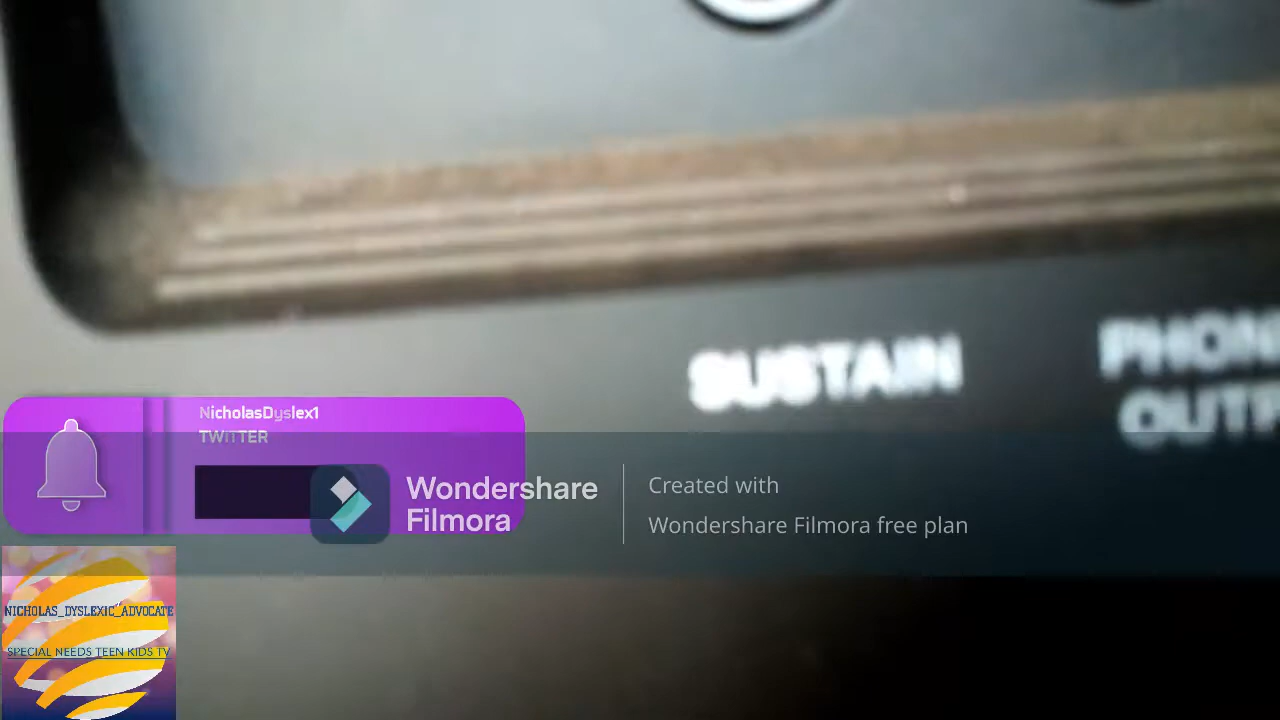 SUSTAIN
NicholasDyslex1
TWITTER
Wondershare
Filmora
Created with
Wondershare Filmora free plan
NICHOLAS_DYSLEXIC_ADVOCATE
SPECIAL NEEDS TEEN KIDS TV